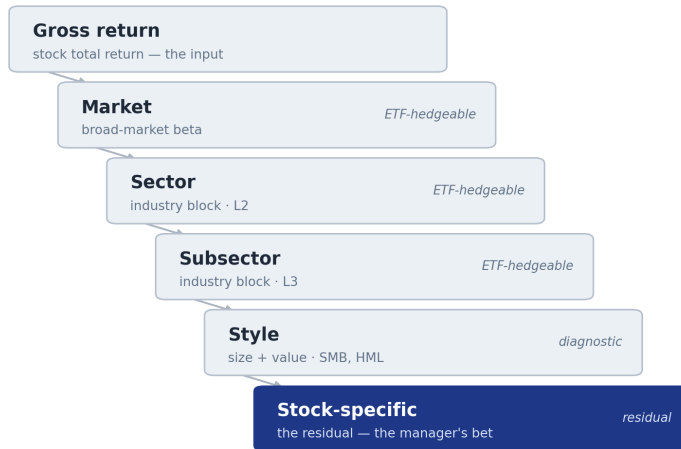 Gross return
stock total return — the input
Market
broad-market beta
ETF-hedgeable
Sector
industry block · L2
ETF-hedgeable
Subsector
industry block · L3
ETF-hedgeable
Style
size + value · SMB, HML
diagnostic
Stock-specific
the residual — the manager's bet
residual